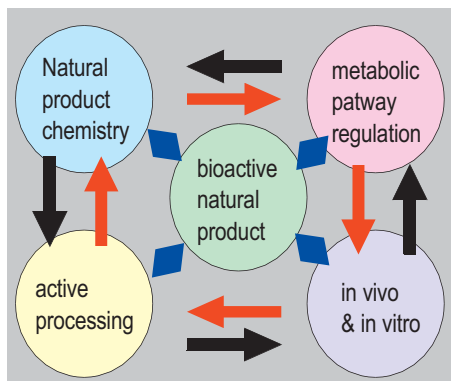 Natural
product
chemistry
metabolic
patway
regulation
bioactive
natural
product
active
processing
in vivo
& in vitro